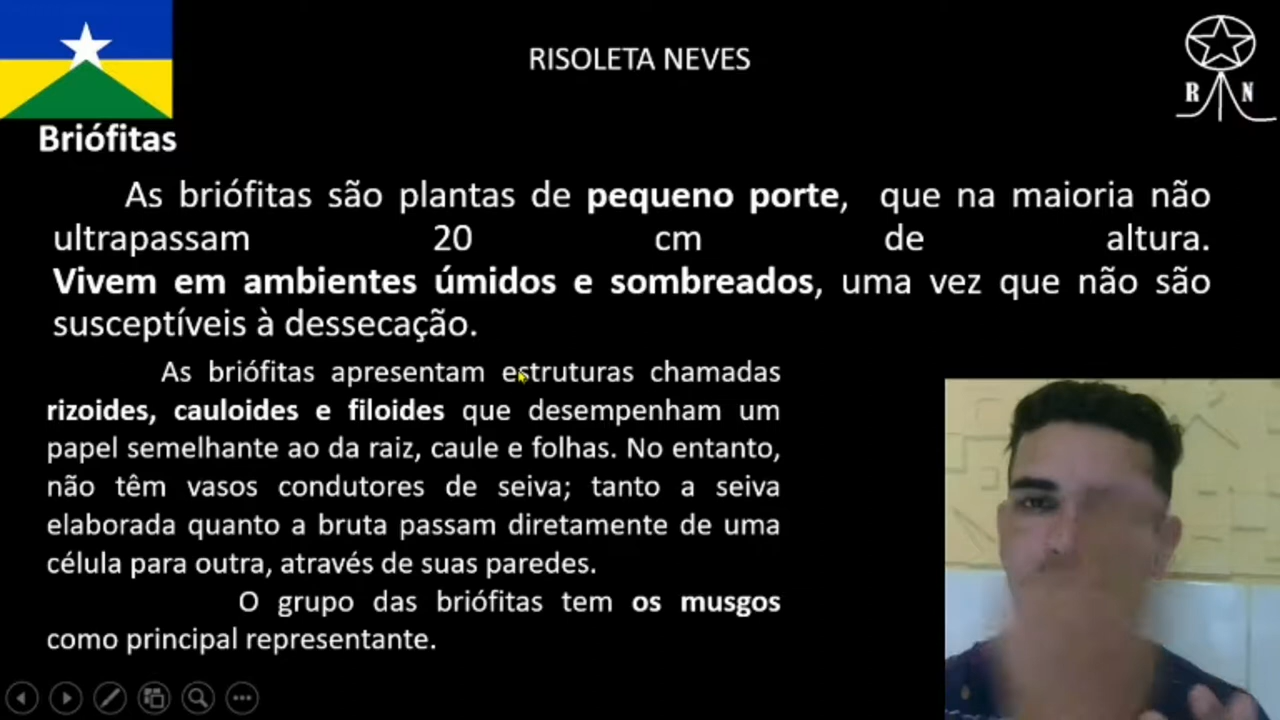 RISOLETA NEVES
R N
Briófitas
As briófitas são plantas de pequeno porte, que na maioria não
ultrapassam 20 cm de altura.
Vivem em ambientes úmidos e sombreados, uma vez que não são
susceptíveis à dessecação.
As briófitas apresentam estruturas chamadas
rizoides, cauloides e filoides que desempenham um
papel semelhante ao da raiz, caule e folhas. No entanto,
não têm vasos condutores de seiva; tanto a seiva
elaborada quanto a bruta passam diretamente de uma
célula para outra, através de suas paredes.
O grupo das briófitas tem os musgos
como principal representante.